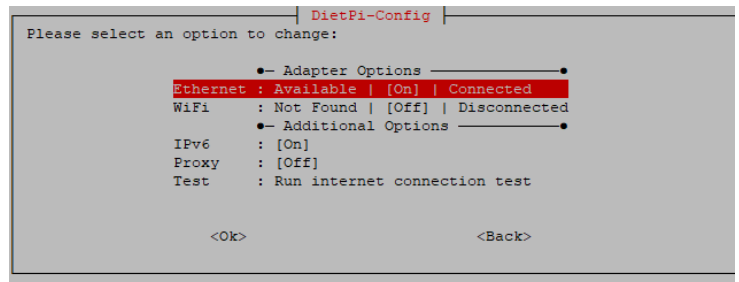 DietPi-Config
Please select an option to change:
●─ Adapter Options ─────────────●
Ethernet : Available | [On] | Connected
WiFi : Not Found | [Off] | Disconnected
●─ Additional Options ──────────●
IPv6 : [On]
Proxy : [Off]
Test : Run internet connection test
<Ok> <Back>